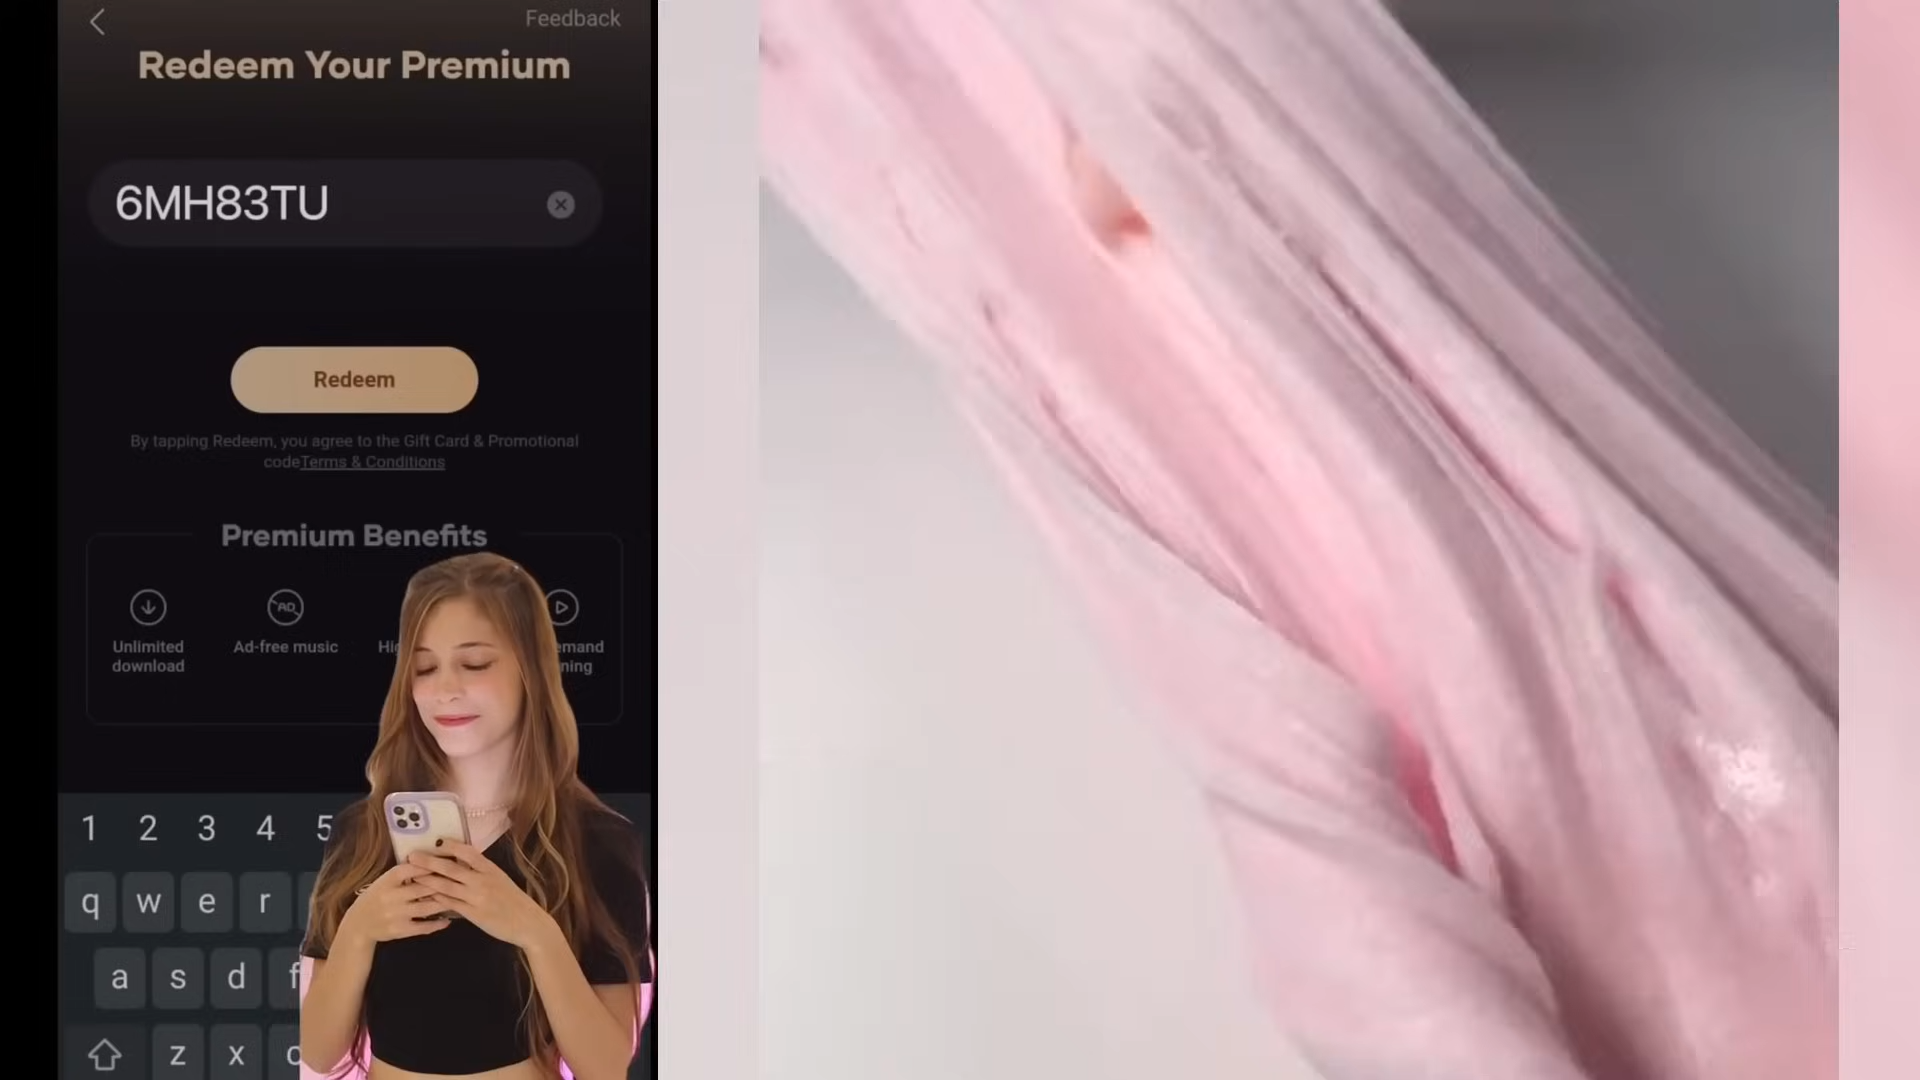 Feedback
Redeem Your Premium
6MH83TU
Redeem
By tapping Redeem, you agree to the Gift Card & Promotional
codeTerms & Conditions
Premium Benefits
AD
Unlimited
download
Ad-free music
1 2 3 4 5
q w e r
a s d f
z x c